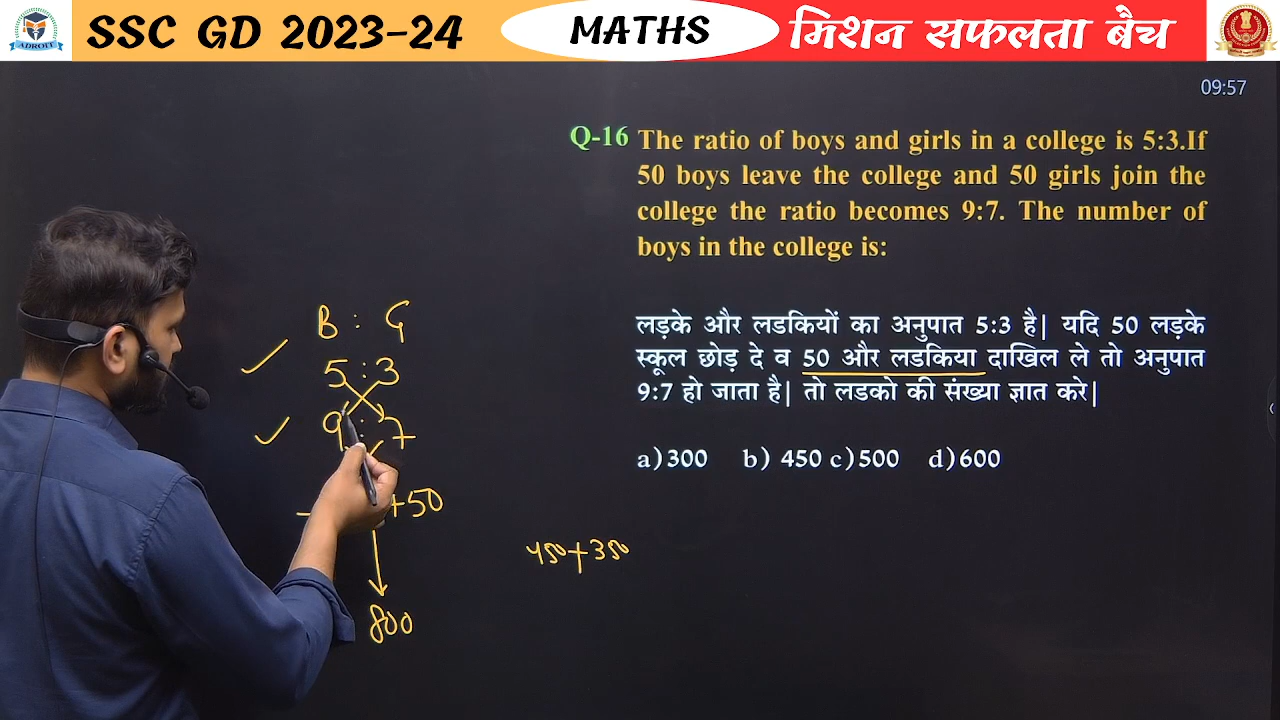 SSC GD 2023-24
MATHS
मिशन सफलता बैच
ADROIT
09:57
Q-16 The ratio of boys and girls in a college is 5:3.If
50 boys leave the college and 50 girls join the
college the ratio becomes 9:7. The number of
boys in the college is:
लड़के और लडकियों का अनुपात 5:3 है| यदि 50 लड़के
स्कूल छोड़ दे व 50 और लडकिया दाखिल ले तो अनुपात
9:7 हो जाता है| तो लडको की संख्या ज्ञात करे|
a)300 b) 450 c)500 d)600
B : G
5 : 3
9 : 7
+50
450+350
800